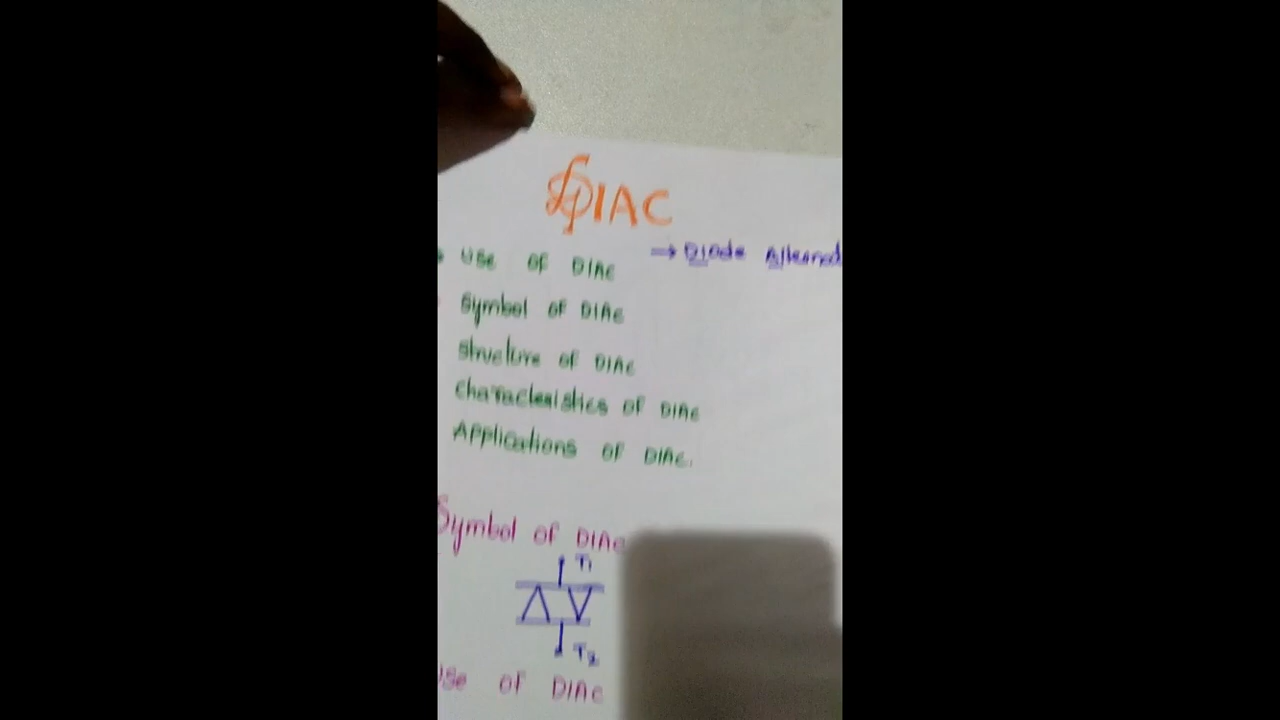 DIAC
→ Diode Alternat
Use of DIAC
Symbol of DIAC
Structure of DIAC
Characteristics of DIAC
Applications of DIAC.
Symbol of DIAC
T1
T2
Use of DIAC